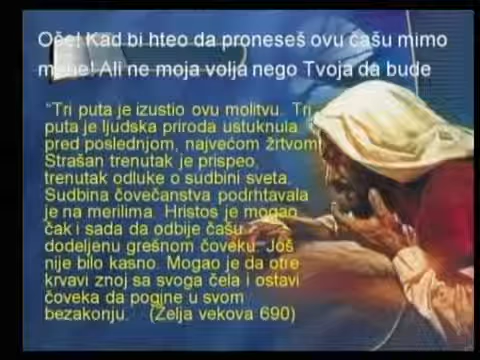 Oče! Kad bi hteo da proneseš ovu čašu mimo
mene! Ali ne moja volja nego Tvoja da bude
"Tri puta je izustio ovu molitvu. Tri
puta je ljudska priroda ustuknula
pred poslednjom, najvećom žrtvom
Strašan trenutak je prispeo,
trenutak odluke o sudbini sveta.
Sudbina čovečanstva podrhtavala
je na merilima. Hristos je mogao
čak i sada da odbije čašu
dodeljenu grešnom čoveku. Još
nije bilo kasno. Mogao je da otre
krvavi znoj sa svoga čela i ostavi
čoveka da pogine u svom
bezakonju." (Želja vekova 690)